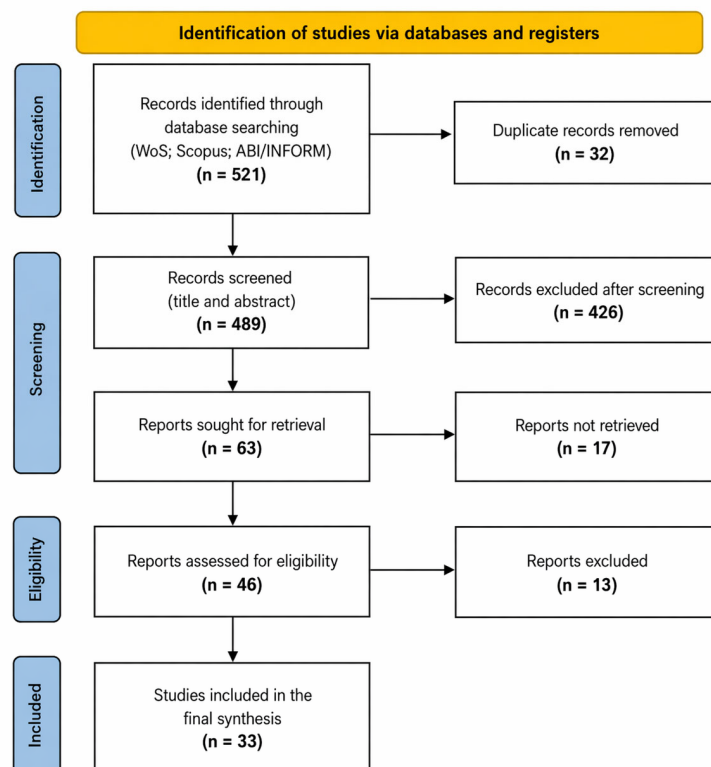 Identification of studies via databases and registers
Identification
Records identified through
database searching
(WoS; Scopus; ABI/INFORM)
(n = 521)
Duplicate records removed
(n = 32)
Screening
Records screened
(title and abstract)
(n = 489)
Records excluded after screening
(n = 426)
Reports sought for retrieval
(n = 63)
Reports not retrieved
(n = 17)
Eligibility
Reports assessed for eligibility
(n = 46)
Reports excluded
(n = 13)
Included
Studies included in the
final synthesis
(n = 33)